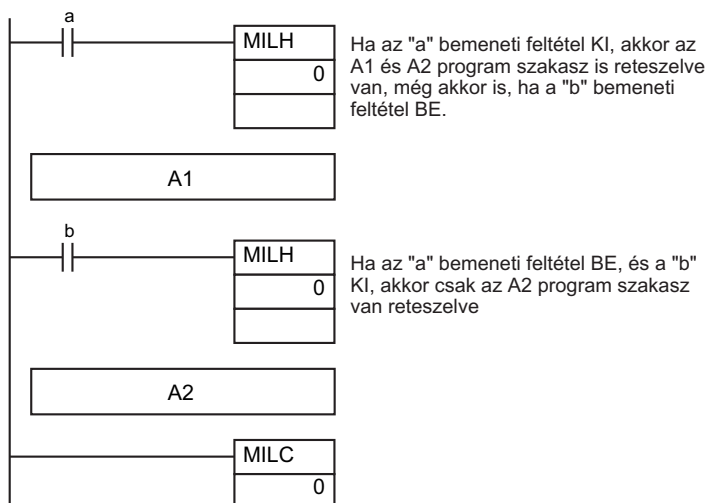 a
MILH
0
Ha az "a" bemeneti feltétel KI, akkor az
A1 és A2 program szakasz is reteszelve
van, még akkor is, ha a "b" bemeneti
feltétel BE.
A1
b
MILH
0
Ha az "a" bemeneti feltétel BE, és a "b"
KI, akkor csak az A2 program szakasz
van reteszelve
A2
MILC
0